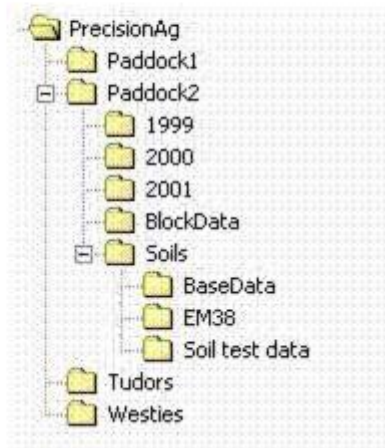 PrecisionAg
Paddock1
Paddock2
1999
2000
2001
BlockData
Soils
BaseData
EM38
Soil test data
Tudors
Westies